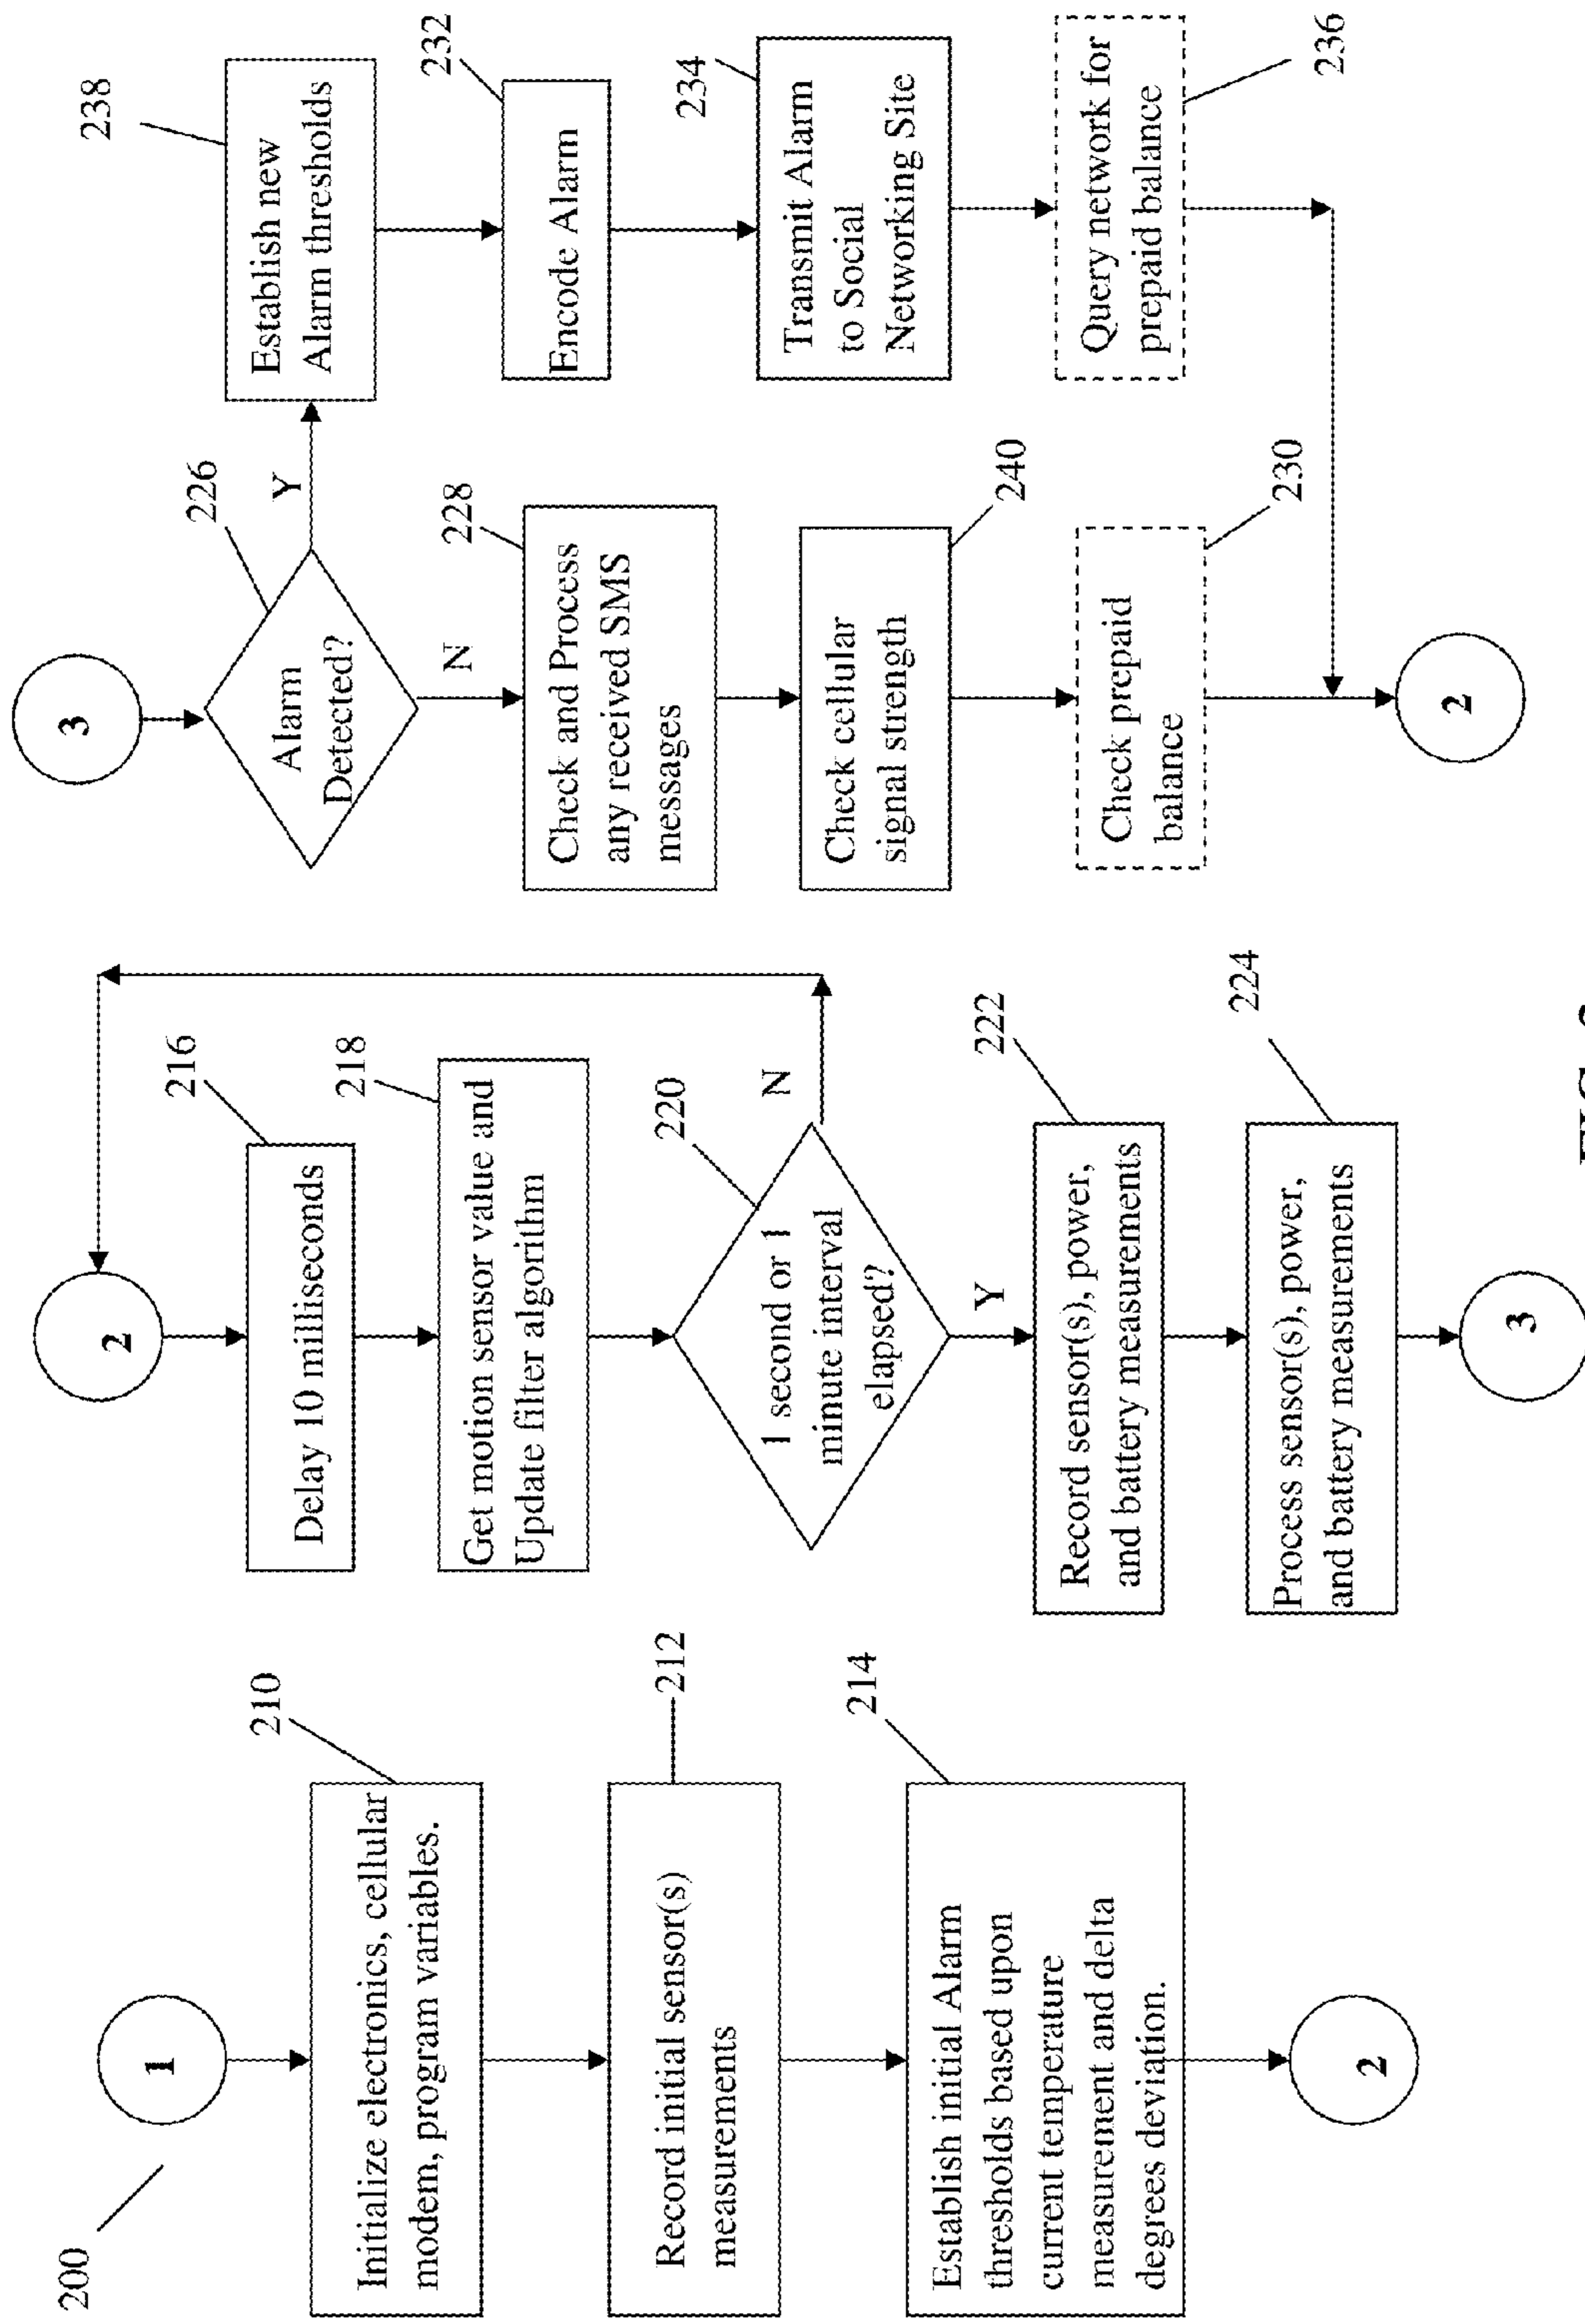 200
1
210
Initialize electronics, cellular
modem, program variables.
212
Record initial sensor(s)
measurements
214
Establish initial Alarm
thresholds based upon
current temperature
measurement and delta
degrees deviation.
2
2
216
Delay 10 milliseconds
218
Get motion sensor value and
Update filter algorithm
220
1 second or 1
minute interval
elapsed?
N
Y
222
Record sensor(s), power,
and battery measurements
224
Process sensor(s), power,
and battery measurements
3
3
226
Alarm
Detected?
Y
N
228
Check and Process
any received SMS
messages
240
Check cellular
signal strength
230
Check prepaid
balance
2
238
Establish new
Alarm thresholds
232
Encode Alarm
234
Transmit Alarm
to Social
Networking Site
236
Query network for
prepaid balance